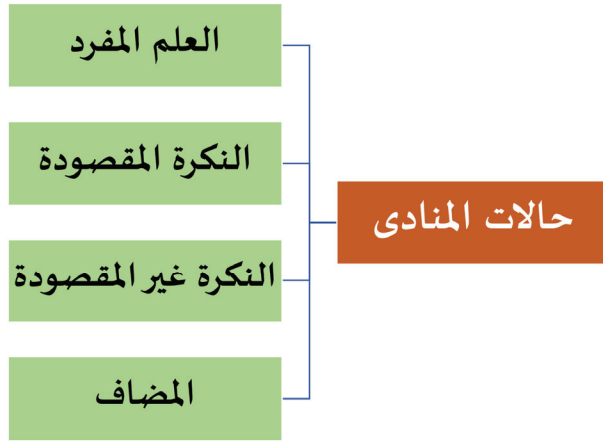 حالات المنادى
العلم المفرد
النكرة المقصودة
النكرة غير المقصودة
المضاف